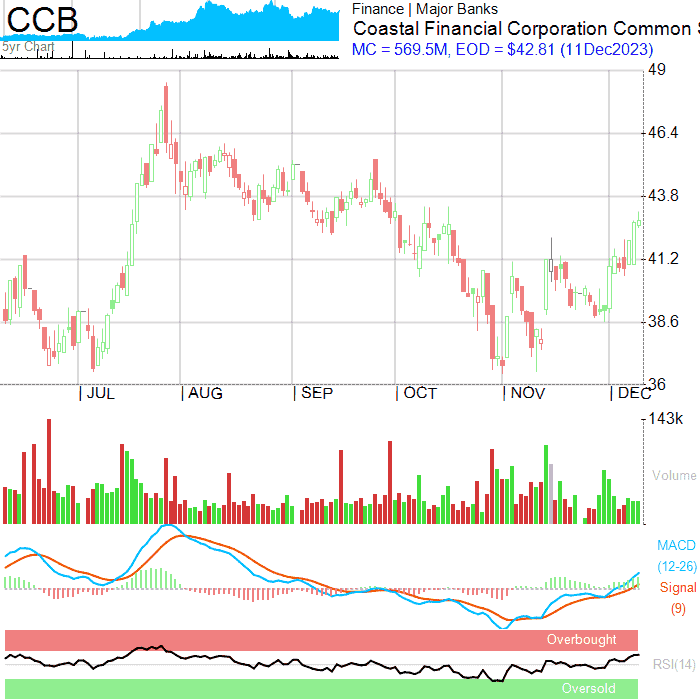 CCB
5yr Chart
Finance | Major Banks
Coastal Financial Corporation Common S
MC = 569.5M, EOD = $42.81 (11Dec2023)
49
46.4
43.8
41.2
38.6
36
| JUL | AUG | SEP | OCT | NOV | DEC
143k
Volume
MACD
(12-26)
Signal
(9)
Overbought
RSI(14)
Oversold